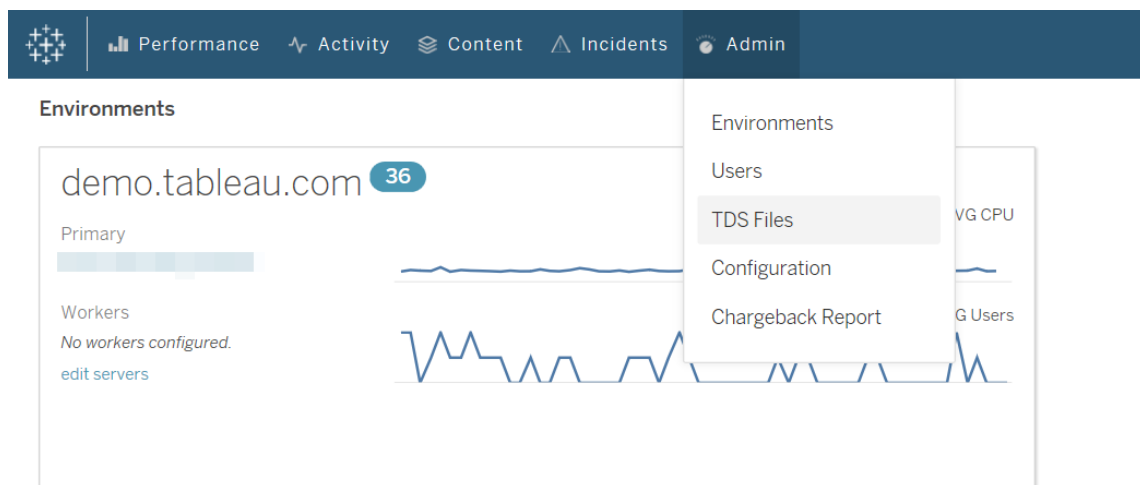 Performance Activity Content Incidents Admin
Environments
demo.tableau.com 36
Primary
Workers
No workers configured.
edit servers
Environments
Users
TDS Files
Configuration
Chargeback Report
VG CPU
G Users